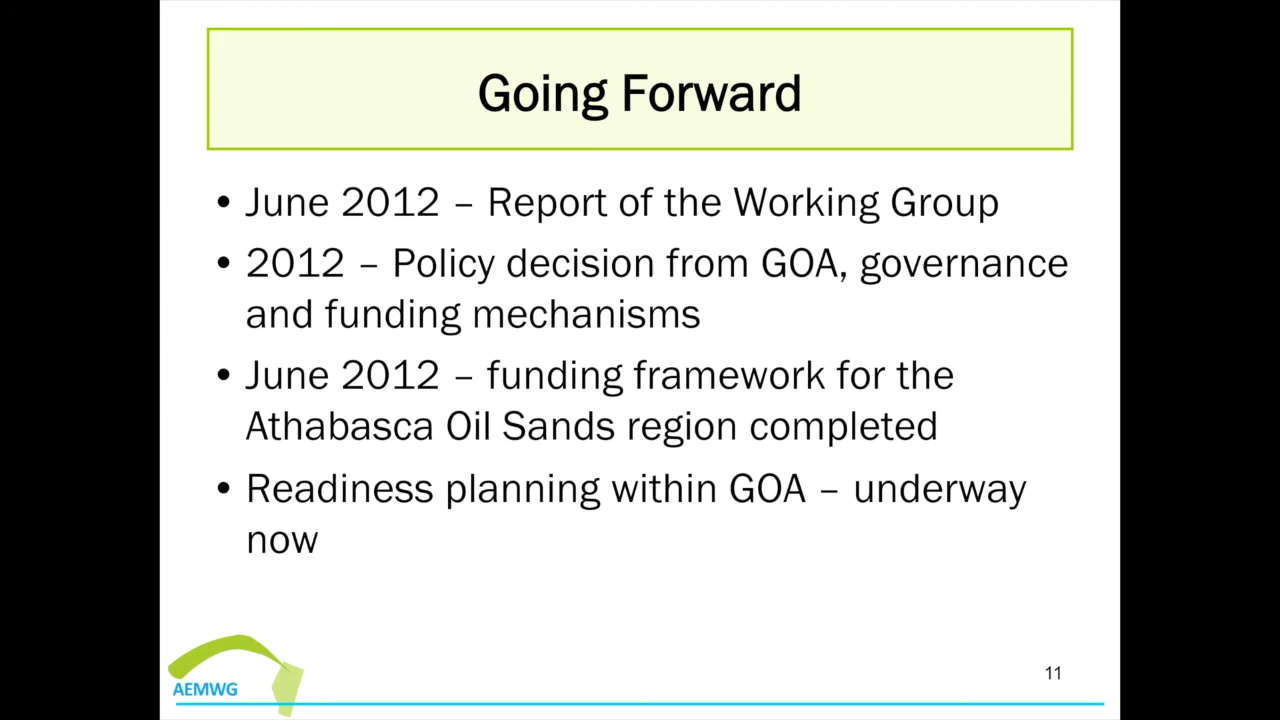 Going Forward
• June 2012 – Report of the Working Group
• 2012 – Policy decision from GOA, governance
and funding mechanisms
• June 2012 – funding framework for the
Athabasca Oil Sands region completed
• Readiness planning within GOA – underway
now
AEMWG
11